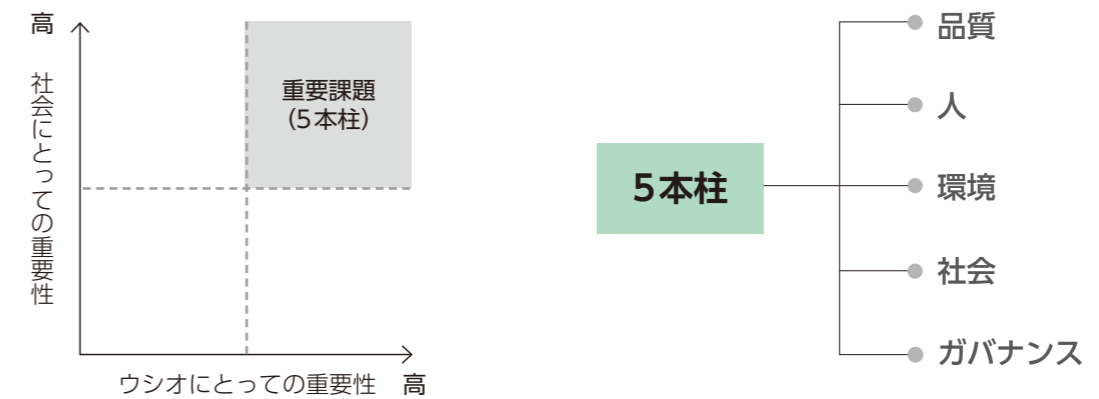 高
社会にとっての重要性
重要課題
(5本柱)
ウシオにとっての重要性 高
5本柱
品質
人
環境
社会
ガバナンス